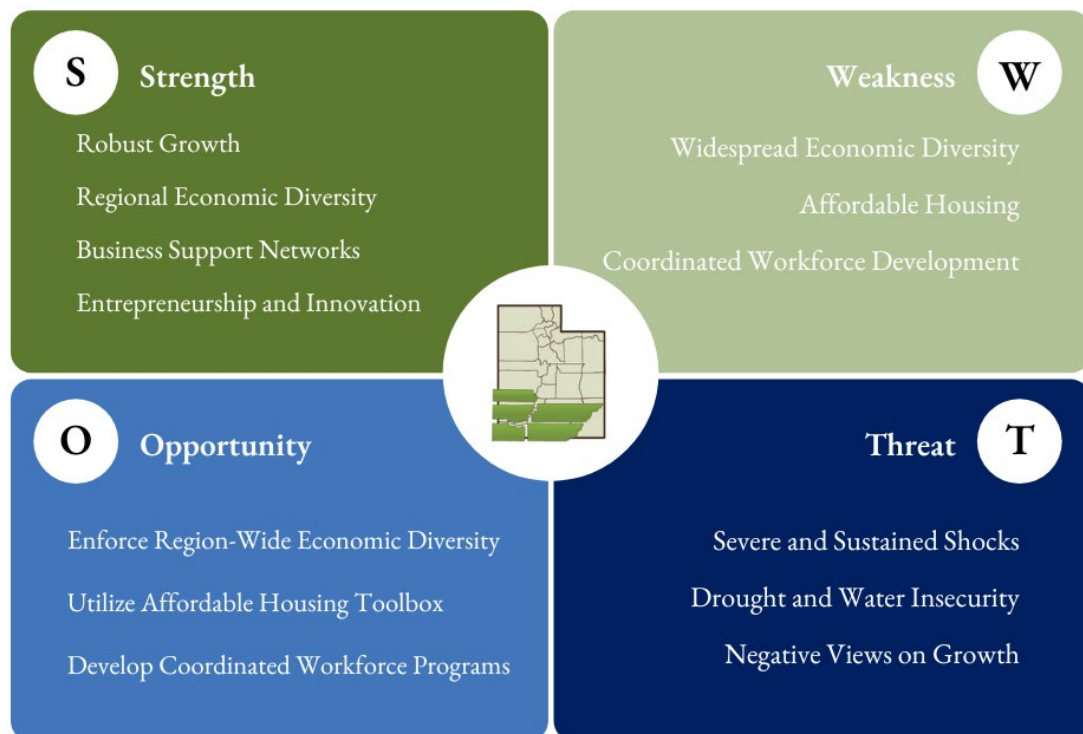 S
Strength
Robust Growth
Regional Economic Diversity
Business Support Networks
Entrepreneurship and Innovation
Weakness
W
Widespread Economic Diversity
Affordable Housing
Coordinated Workforce Development
O
Opportunity
Enforce Region-Wide Economic Diversity
Utilize Affordable Housing Toolbox
Develop Coordinated Workforce Programs
Threat
T
Severe and Sustained Shocks
Drought and Water Insecurity
Negative Views on Growth